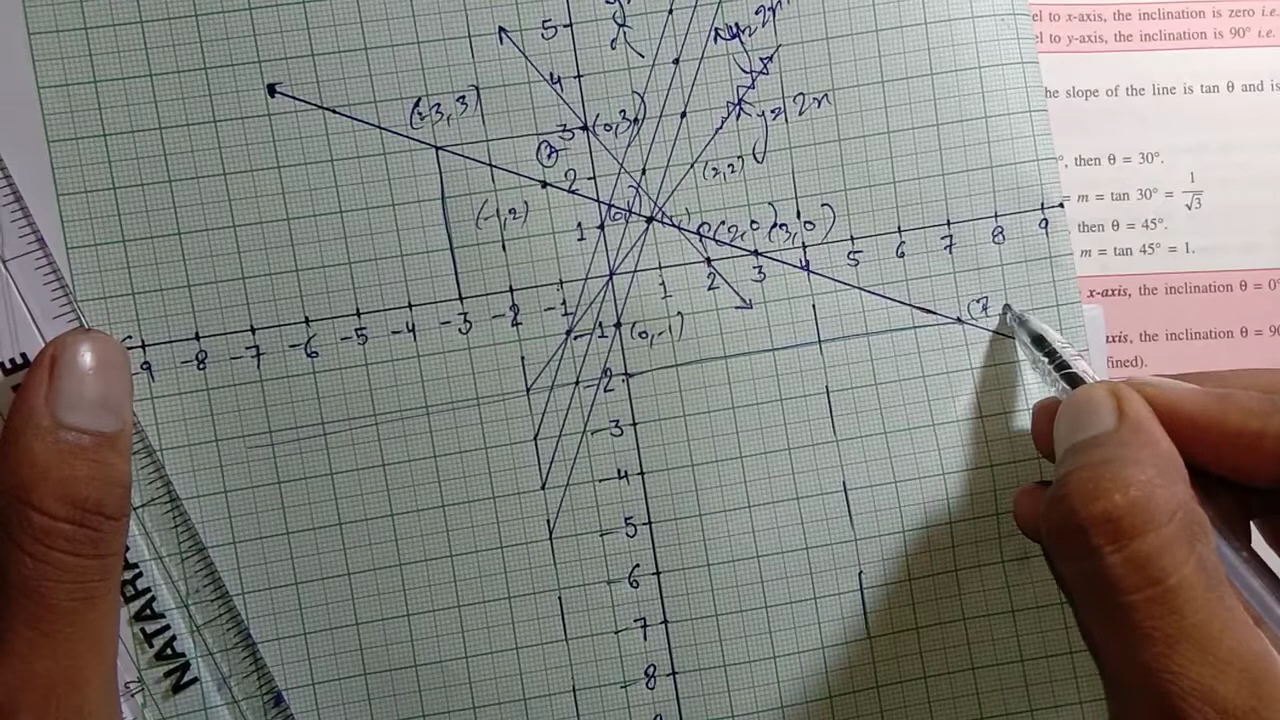 el to x-axis, the inclination is zero i.e.
el to y-axis, the inclination is 90° i.e.
he slope of the line is tan θ and is
°, then θ = 30°.
= m = tan 30° = 1/√3
, then θ = 45°.
m = tan 45° = 1.
x-axis, the inclination θ = 0°
axis, the inclination θ = 90
fined).
5
4
(-3, 3)
3
(0, 3)
y = 2x
2
(2, 2)
(-1, 2)
1
(2, 0)
(3, 0)
-9 -8 -7 -6 -5 -4 -3 -2 -1 1 2 3 4 5 6 7 8 9
(7
-1
(0, -1)
-2
-3
-4
-5
-6
-7
-8
NATARA